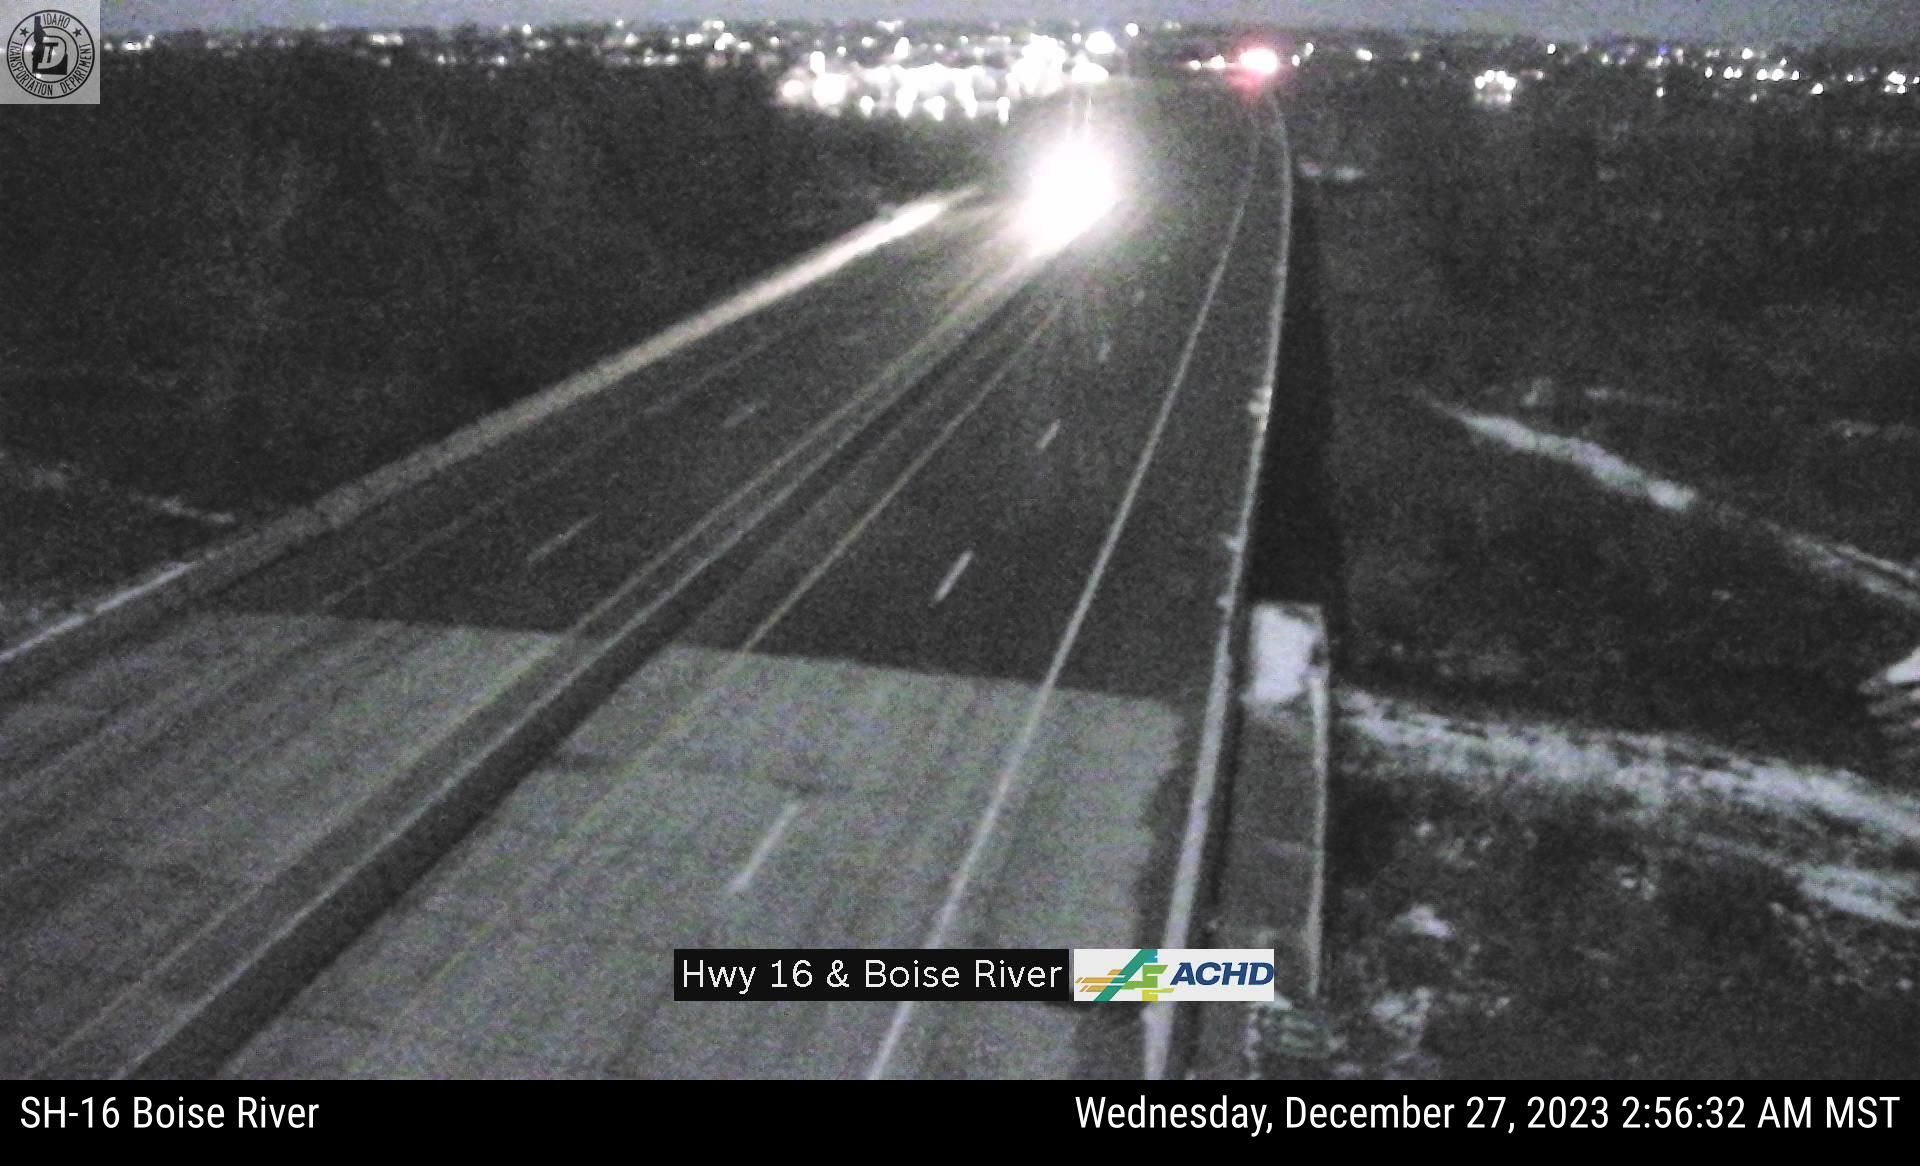 IDAHO
TRANSPORTATION DEPARTMENT
Hwy 16 & Boise River
ACHD
SH-16 Boise River
Wednesday, December 27, 2023 2:56:32 AM MST